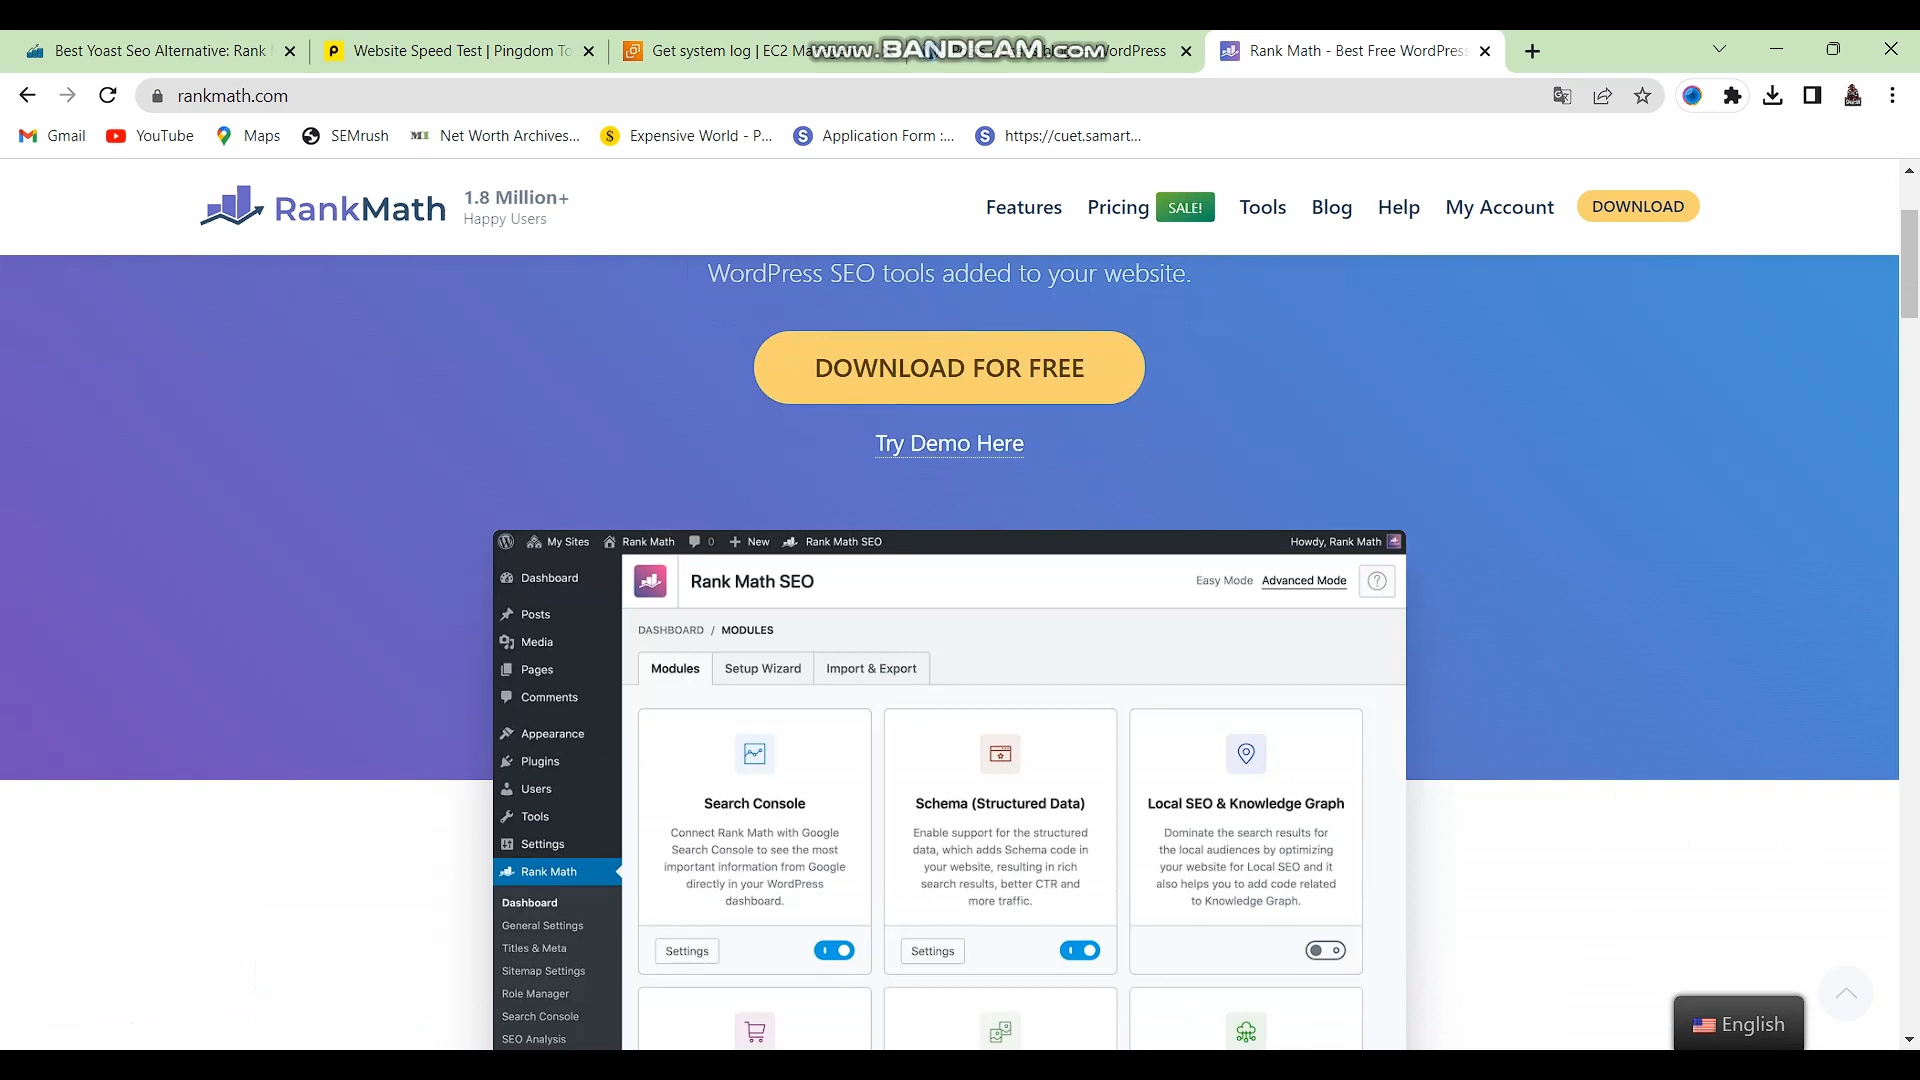 Best Yoast Seo Alternative: Rank
Website Speed Test | Pingdom To
Get system log | EC2 Ma
WordPress
Rank Math - Best Free WordPress
www.BANDICAM.com
rankmath.com
Gmail
YouTube
Maps
SEMrush
Net Worth Archives...
Expensive World - P...
Application Form :...
https://cuet.samart...
RankMath
1.8 Million+
Happy Users
Features
Pricing
SALE!
Tools
Blog
Help
My Account
DOWNLOAD
WordPress SEO tools added to your website.
DOWNLOAD FOR FREE
Try Demo Here
My Sites
Rank Math
0
New
Rank Math SEO
Howdy, Rank Math
Dashboard
Posts
Media
Pages
Comments
Appearance
Plugins
Users
Tools
Settings
Rank Math
Dashboard
General Settings
Titles & Meta
Sitemap Settings
Role Manager
Search Console
SEO Analysis
Rank Math SEO
Easy Mode
Advanced Mode
DASHBOARD / MODULES
Modules
Setup Wizard
Import & Export
Search Console
Connect Rank Math with Google
Search Console to see the most
important information from Google
directly in your WordPress
dashboard.
Settings
Schema (Structured Data)
Enable support for the structured
data, which adds Schema code in
your website, resulting in rich
search results, better CTR and
more traffic.
Settings
Local SEO & Knowledge Graph
Dominate the search results for
the local audiences by optimizing
your website for Local SEO and it
also helps you to add code related
to Knowledge Graph.
English